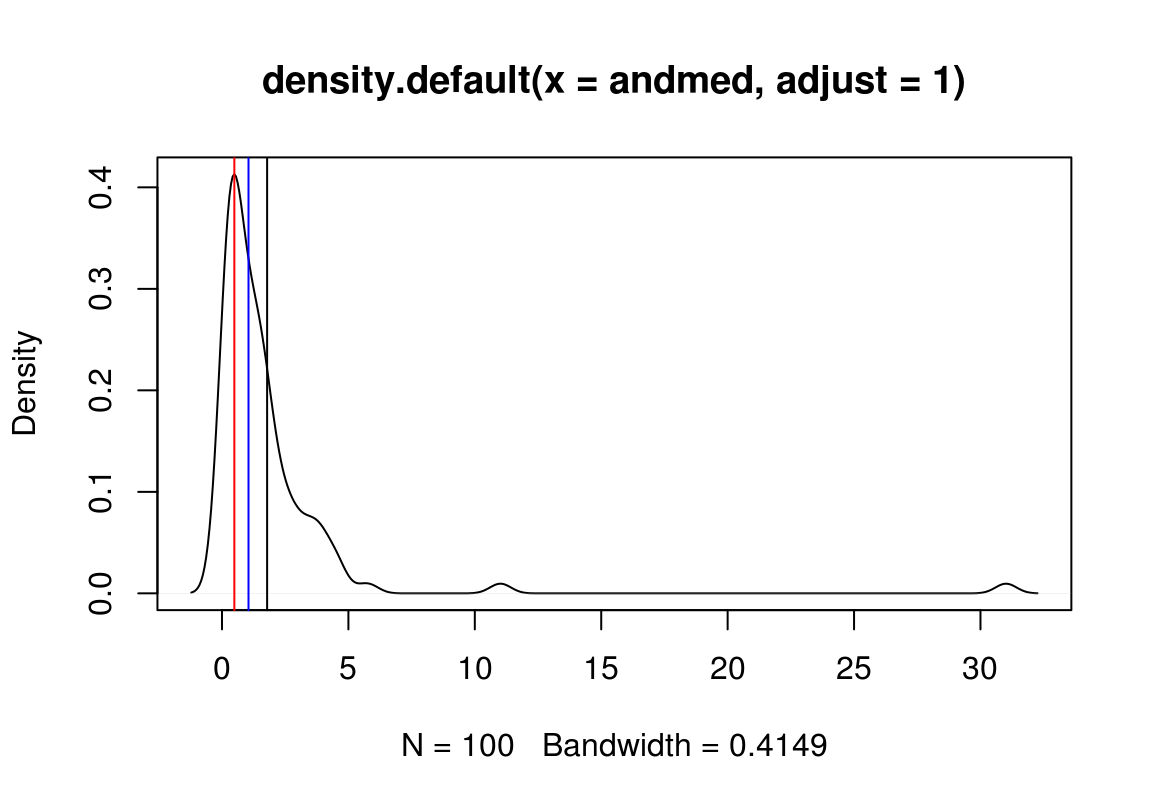 density.default(x = andmed, adjust = 1)
Density
0.4
0.3
0.2
0.1
0.0
0 5 10 15 20 25 30
N = 100 Bandwidth = 0.4149